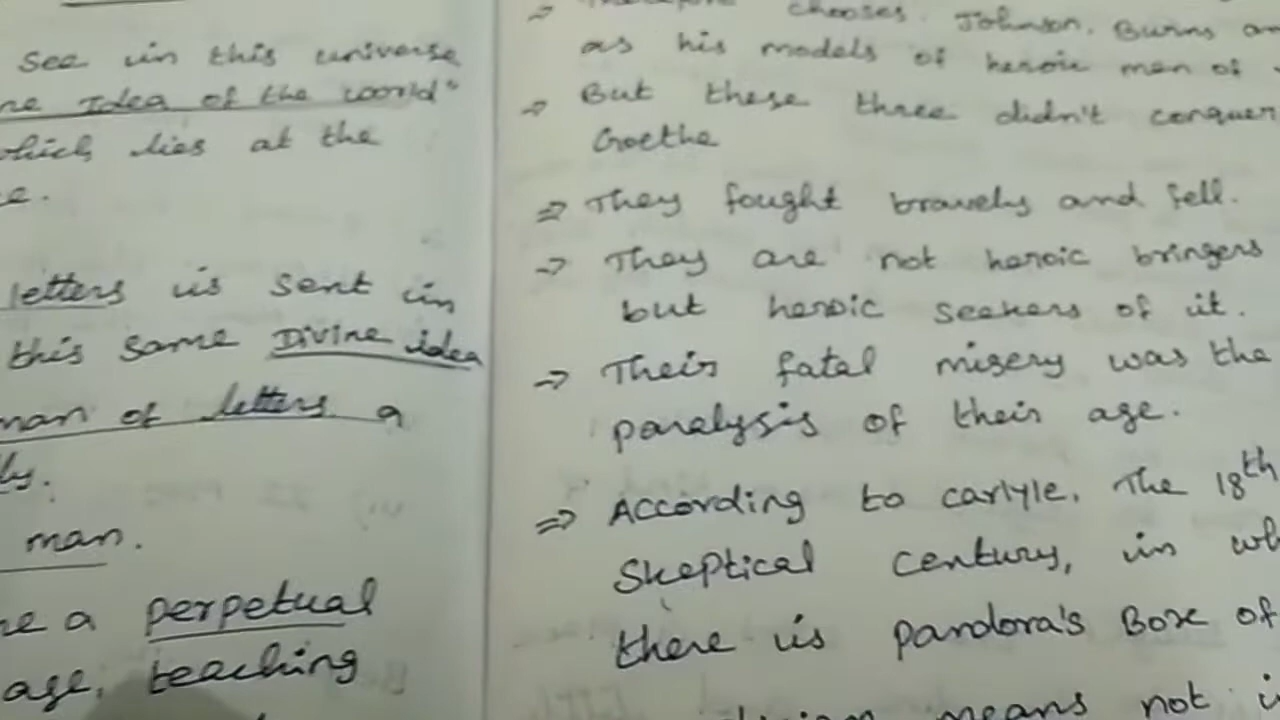 see in this universe
Idea of the world"
which lies at the
letters is sent in
this same Divine idea
man of letters a
man.
a perpetual
age, teaching
chooses. Johnson, Burns
as his models of heroic men of
⇒ But these three didn't conquer
Goethe
⇒ They fought bravely and fell.
⇒ They are not heroic bringers
but heroic seekers of it.
⇒ Their fatal misery was the
paralysis of their age.
⇒ According to carlyle. The 18th
Skeptical century, in
there is Pandora's Box of
means not